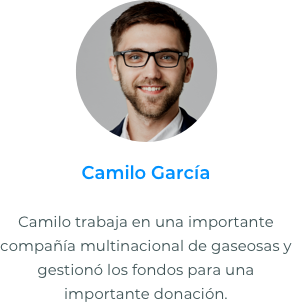 Camilo García
Camilo trabaja en una importante
compañía multinacional de gaseosas y
gestionó los fondos para una
importante donación.